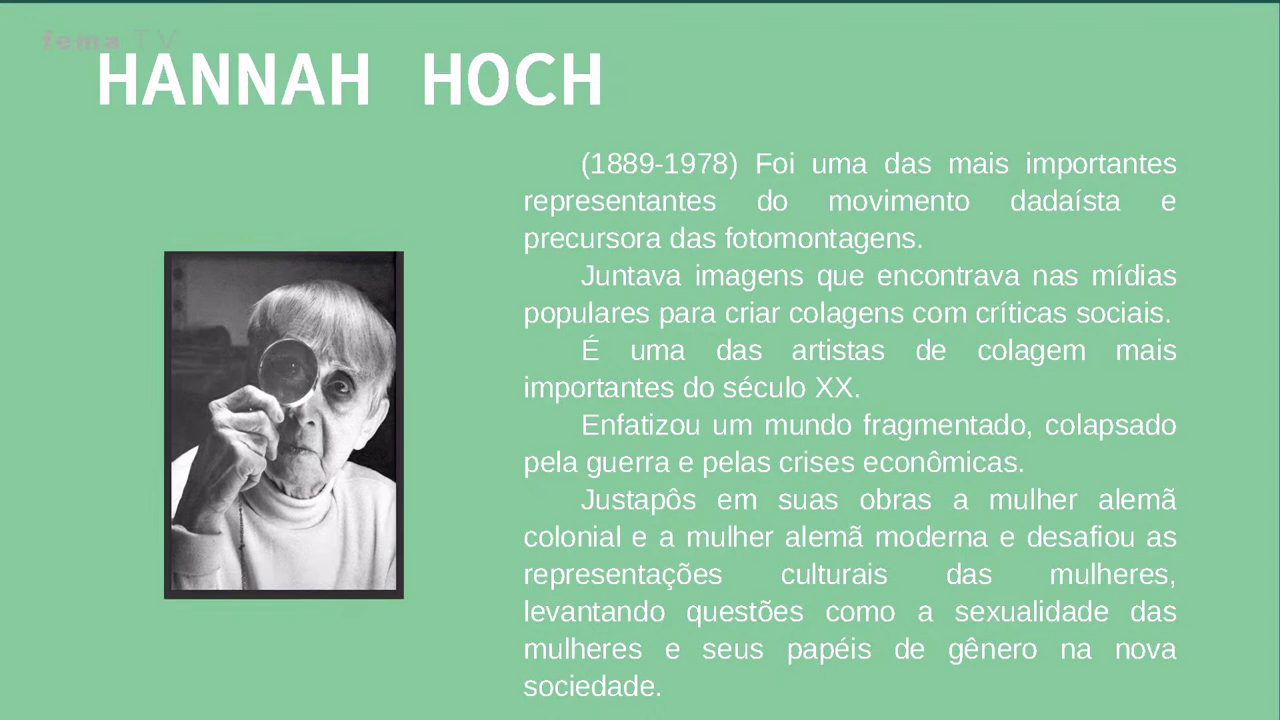 fema TV
HANNAH HOCH
(1889-1978) Foi uma das mais importantes
representantes do movimento dadaísta e
precursora das fotomontagens.
Juntava imagens que encontrava nas mídias
populares para criar colagens com críticas sociais.
É uma das artistas de colagem mais
importantes do século XX.
Enfatizou um mundo fragmentado, colapsado
pela guerra e pelas crises econômicas.
Justapôs em suas obras a mulher alemã
colonial e a mulher alemã moderna e desafiou as
representações culturais das mulheres,
levantando questões como a sexualidade das
mulheres e seus papéis de gênero na nova
sociedade.